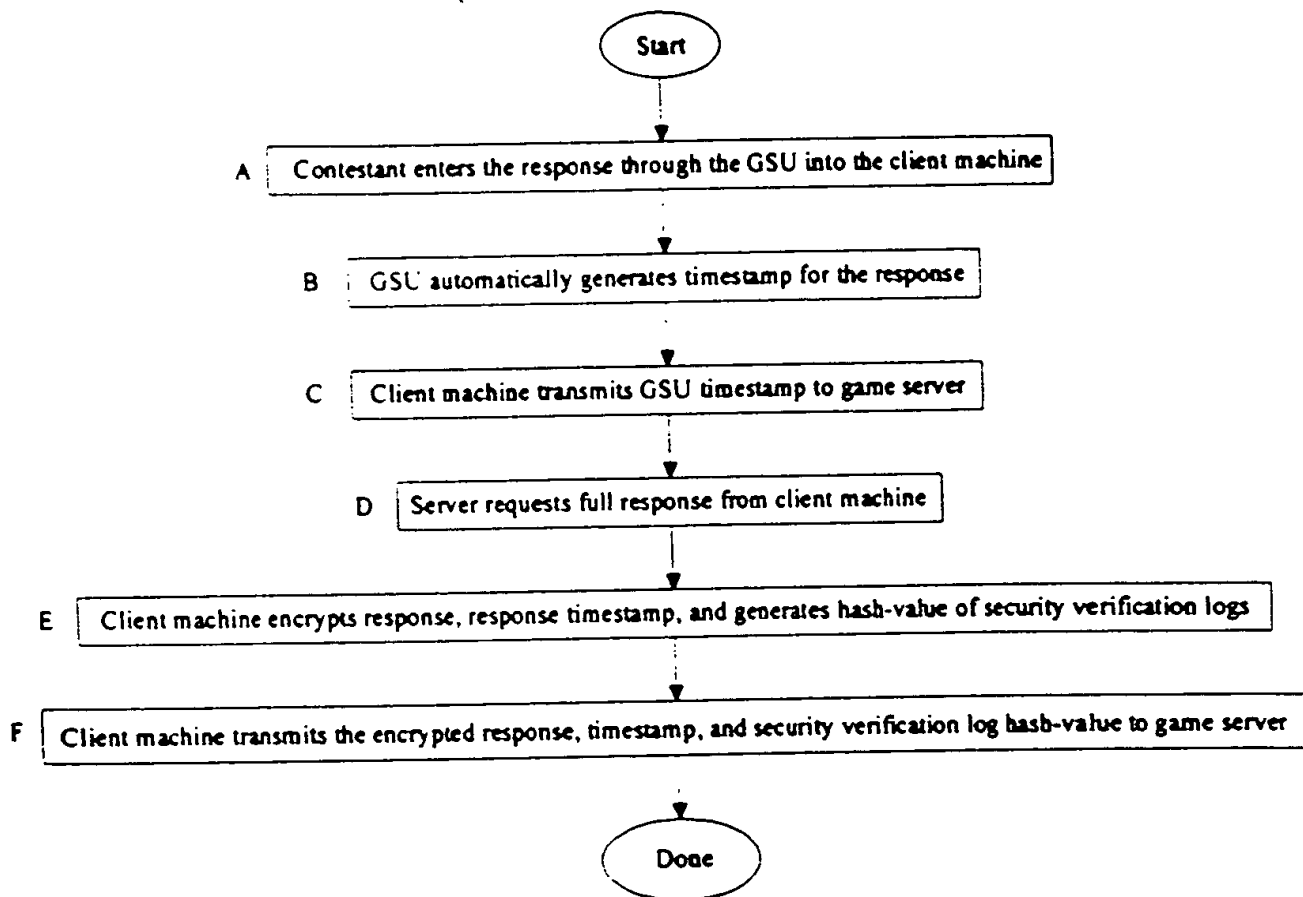 Start
A Contestant enters the response through the GSU into the client machine
B GSU automatically generates timestamp for the response
C Client machine transmits GSU timestamp to game server
D Server requests full response from client machine
E Client machine encrypts response, response timestamp, and generates hash-value of security verification logs
F Client machine transmits the encrypted response, timestamp, and security verification log hash-value to game server
Done